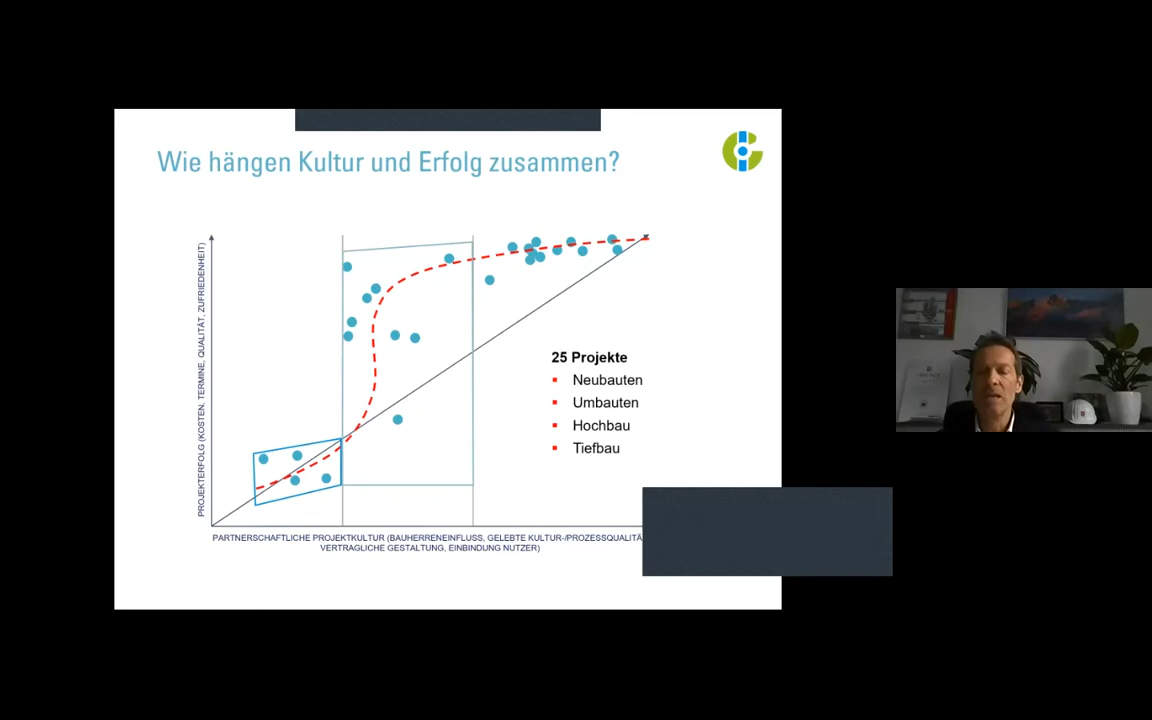 Wie hängen Kultur und Erfolg zusammen?
PROJEKTERFOLG (KOSTEN, TERMINE, QUALITÄT, ZUFRIEDENHEIT)
25 Projekte
Neubauten
Umbauten
Hochbau
Tiefbau
PARTNERSCHAFTLICHE PROJEKTKULTUR (BAUHERRENEINFLUSS, GELEBTE KULTUR-/PROZESSQUALITÄ
VERTRAGLICHE GESTALTUNG, EINBINDUNG NUTZER)